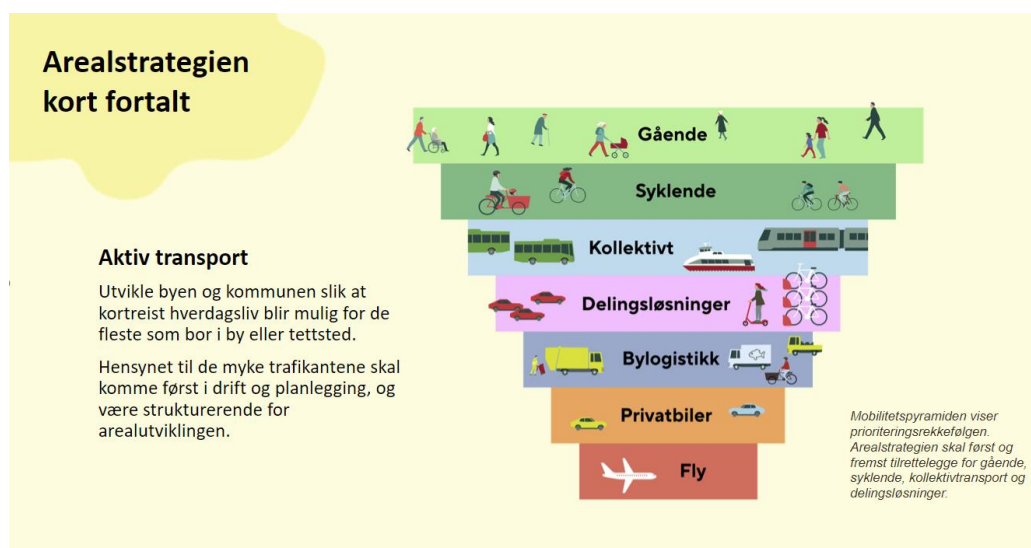 Arealstrategien
kort fortalt
Aktiv transport
Utvikle byen og kommunen slik at
kortreist hverdagsliv blir mulig for de
fleste som bor i by eller tettsted.
Hensynet til de myke trafikantene skal
komme først i drift og planlegging, og
være strukturerende for
arealutviklingen.
Gående
Syklende
Kollektivt
Delingsløsninger
Bylogistikk
Privatbiler
Fly
Mobilitetspyramiden viser
prioriteringsrekkefølgen.
Arealstrategien skal først og
fremst tilrettelegge for gående,
syklende, kollektivtransport og
delingsløsninger.